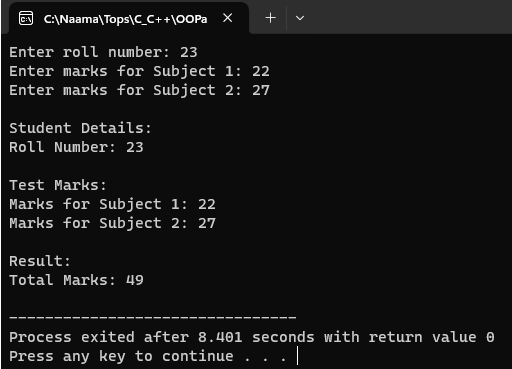 C:\Naama\Tops\C_C++\OOPa
Enter roll number: 23
Enter marks for Subject 1: 22
Enter marks for Subject 2: 27
Student Details:
Roll Number: 23
Test Marks:
Marks for Subject 1: 22
Marks for Subject 2: 27
Result:
Total Marks: 49
--------------------------------
Process exited after 8.401 seconds with return value 0
Press any key to continue . . .